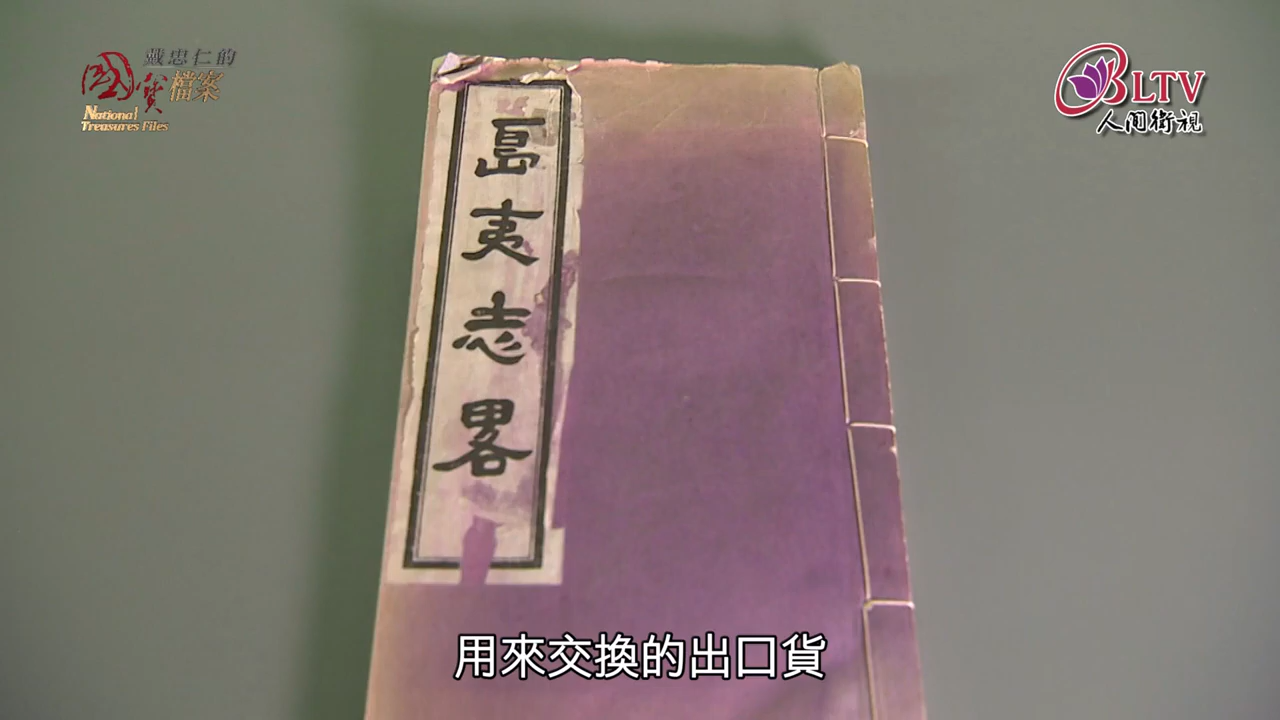 戴忠仁的
國寶檔案
National
Treasures Files
BLTV
人間衛視
島夷志畧
用來交換的出口貨